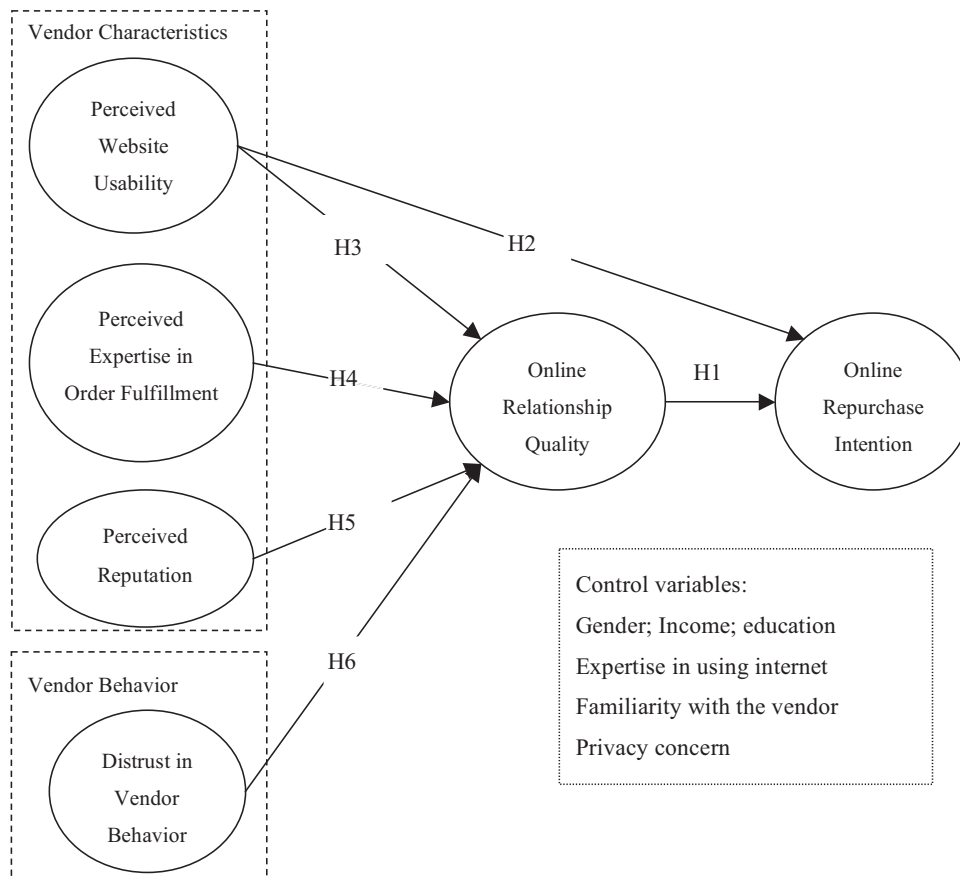 Vendor Characteristics
Perceived
Website
Usability
H3
H2
Perceived
Expertise in
Order Fulfillment
H4
Online
Relationship
Quality
H1
Online
Repurchase
Intention
Perceived
Reputation
H5
H6
Vendor Behavior
Distrust in
Vendor
Behavior
Control variables:
Gender; Income; education
Expertise in using internet
Familiarity with the vendor
Privacy concern